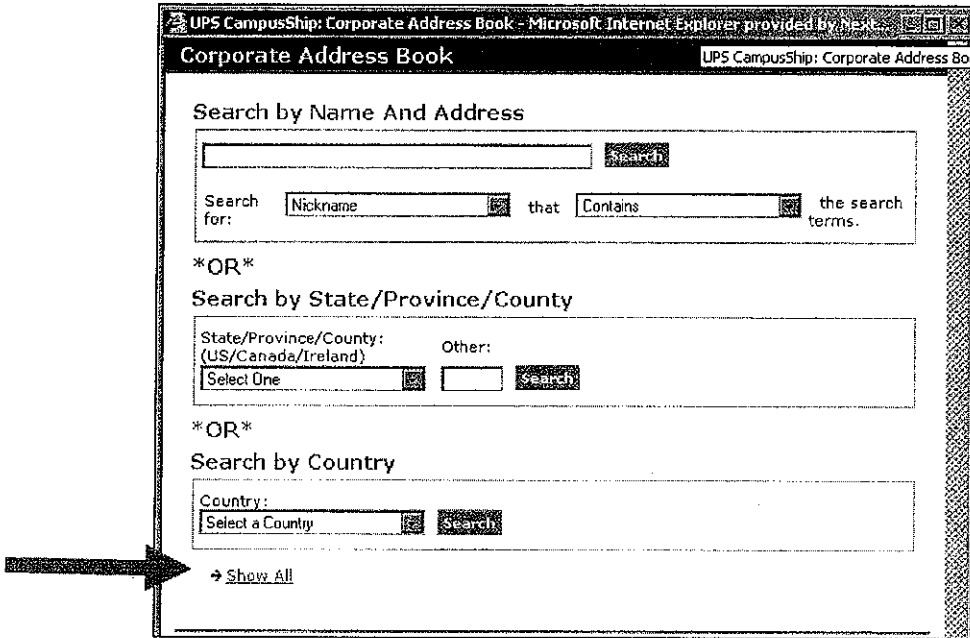 UPS CampusShip: Corporate Address Book - Microsoft Internet Explorer provided by Next
Corporate Address Book
UPS CampusShip: Corporate Address Bo
Search by Name And Address
Search
Search for:
Nickname
that
Contains
the search terms.
*OR*
Search by State/Province/County
State/Province/County:
(US/Canada/Ireland)
Other:
Select One
Search
*OR*
Search by Country
Country:
Select a Country
Search
→ Show All